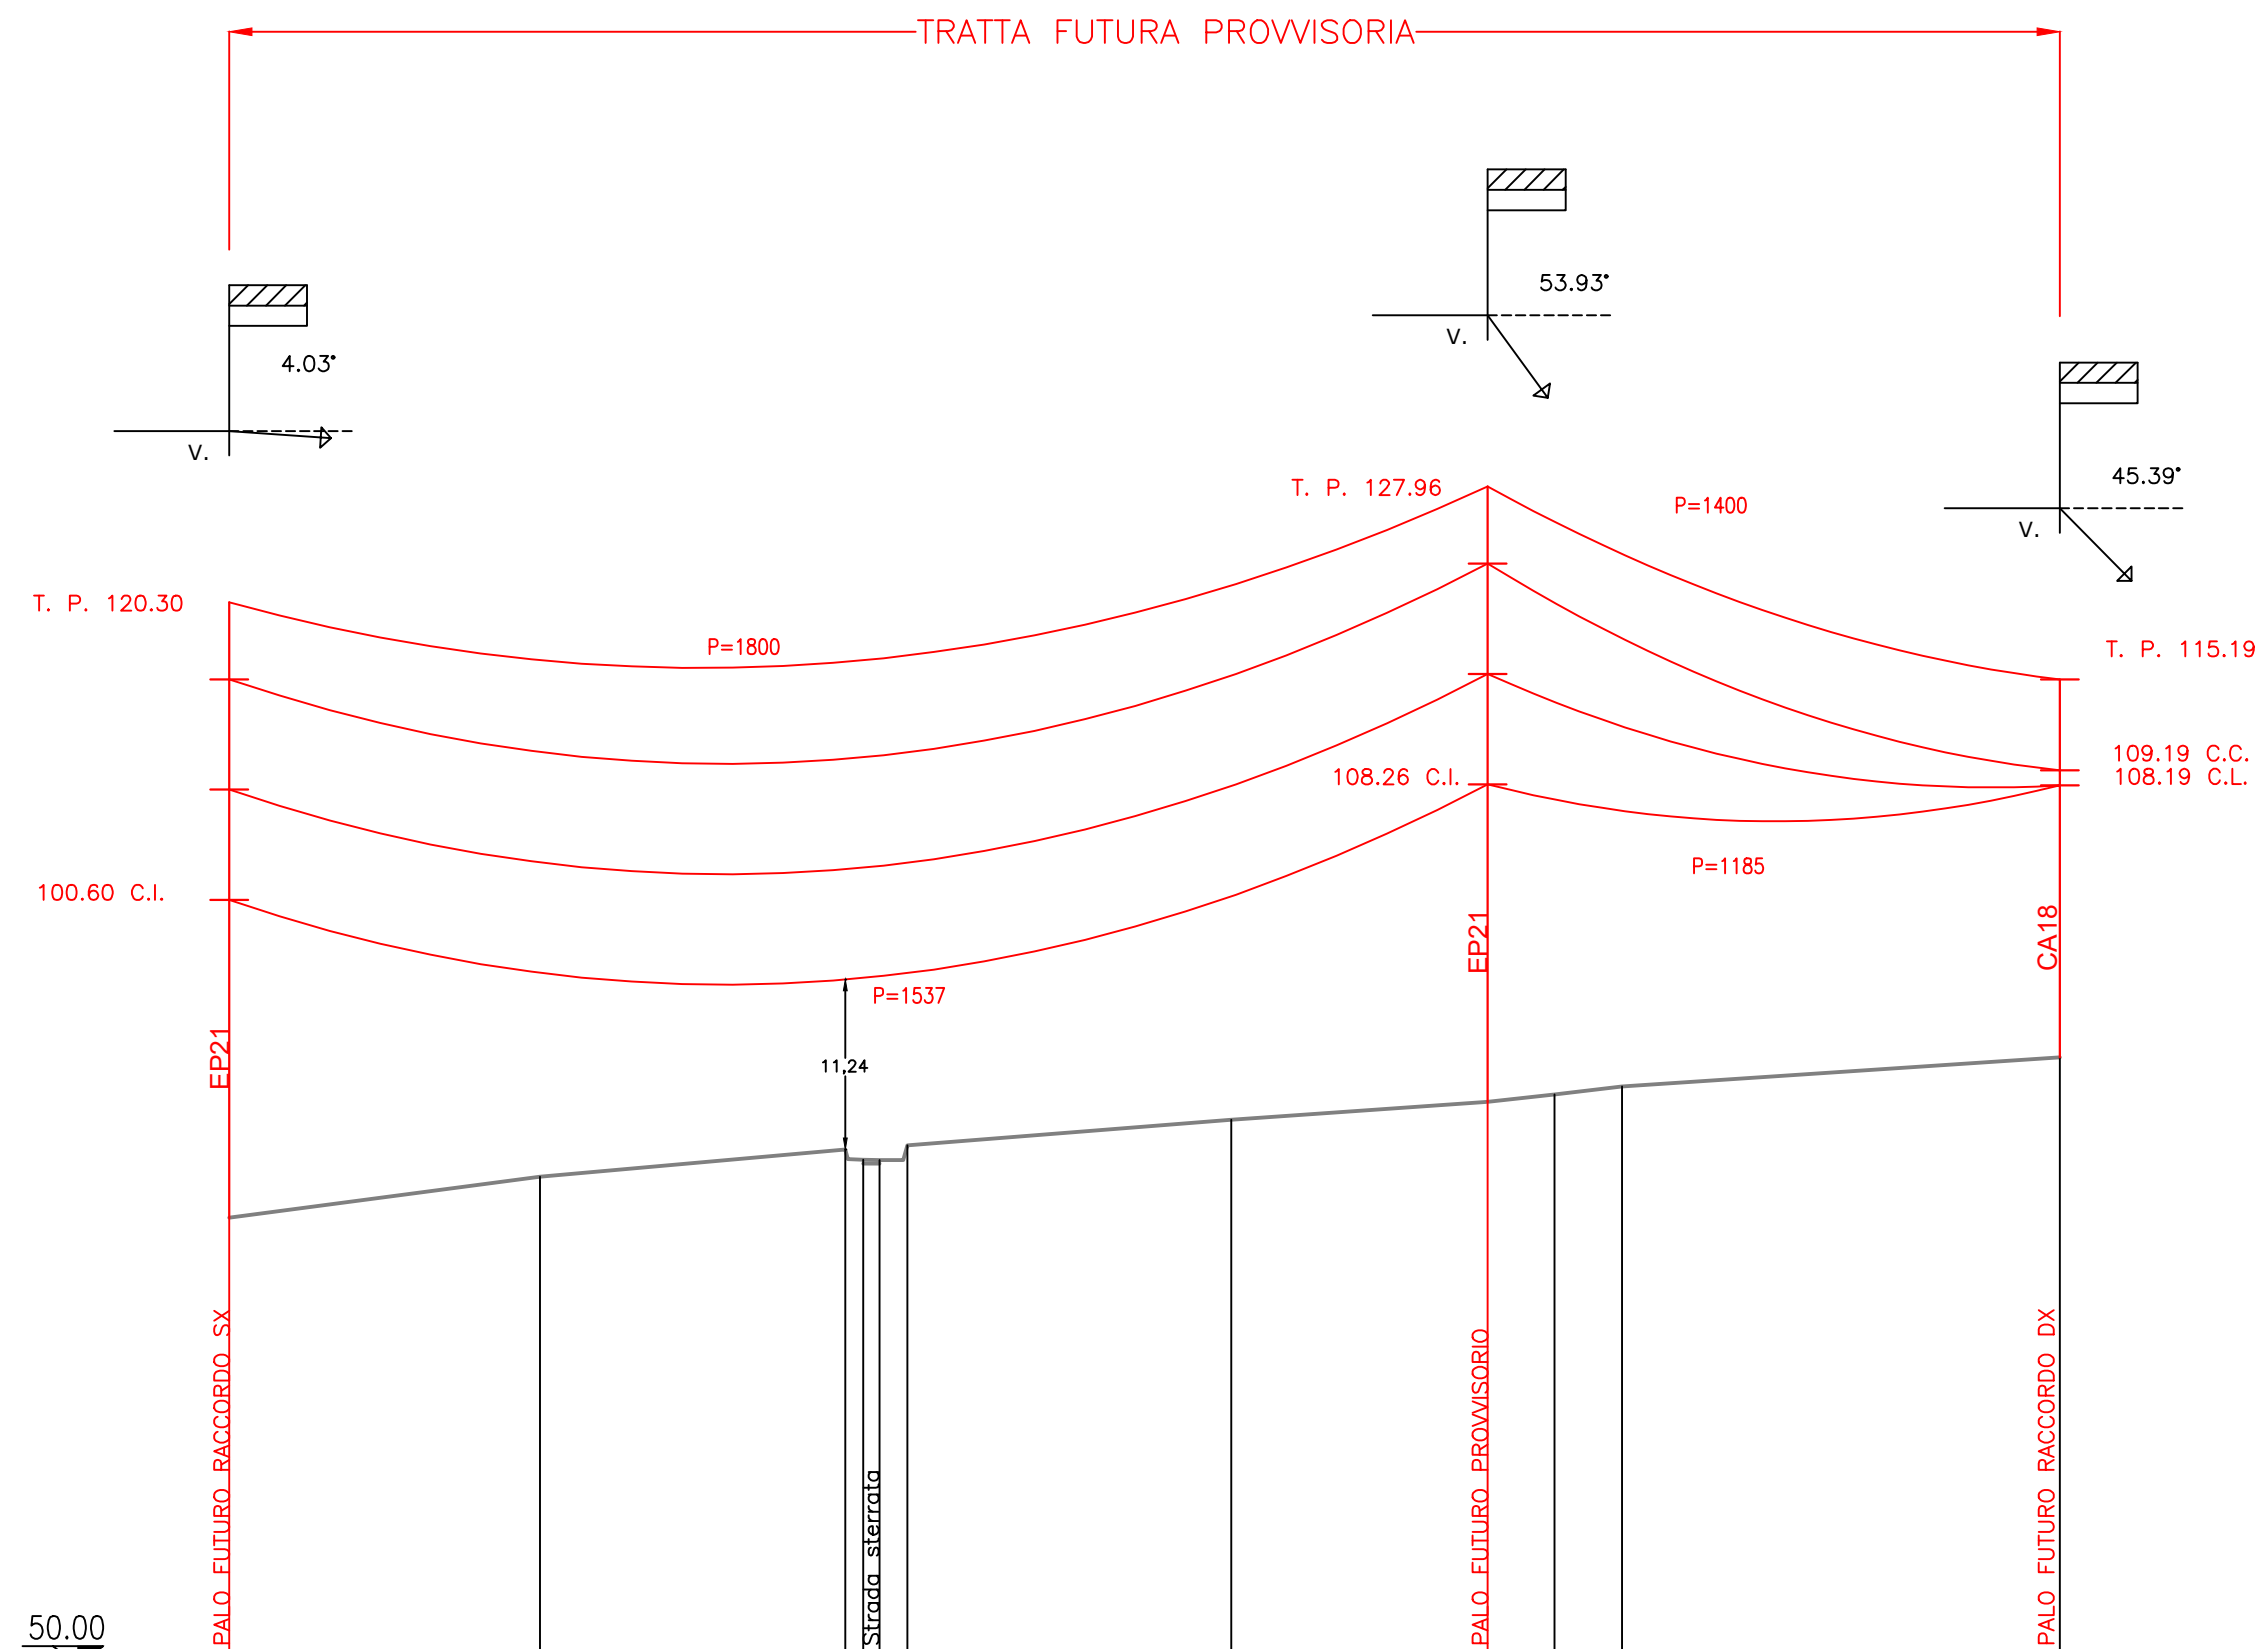 TRATTA FUTURA PROVVISORIA
53.93°
V.
4.03°
V.
45.39°
V.
T. P. 127.96
P=1400
T. P. 120.30
P=1800
T. P. 115.19
109.19 C.C.
108.26 C.I.
108.19 C.L.
P=1185
100.60 C.I.
EP21
CA18
P=1537
EP21
11,24
PALO FUTURO RACCORDO SX
Strada sterrata
PALO FUTURO PROVVISORIO
PALO FUTURO RACCORDO DX
50.00